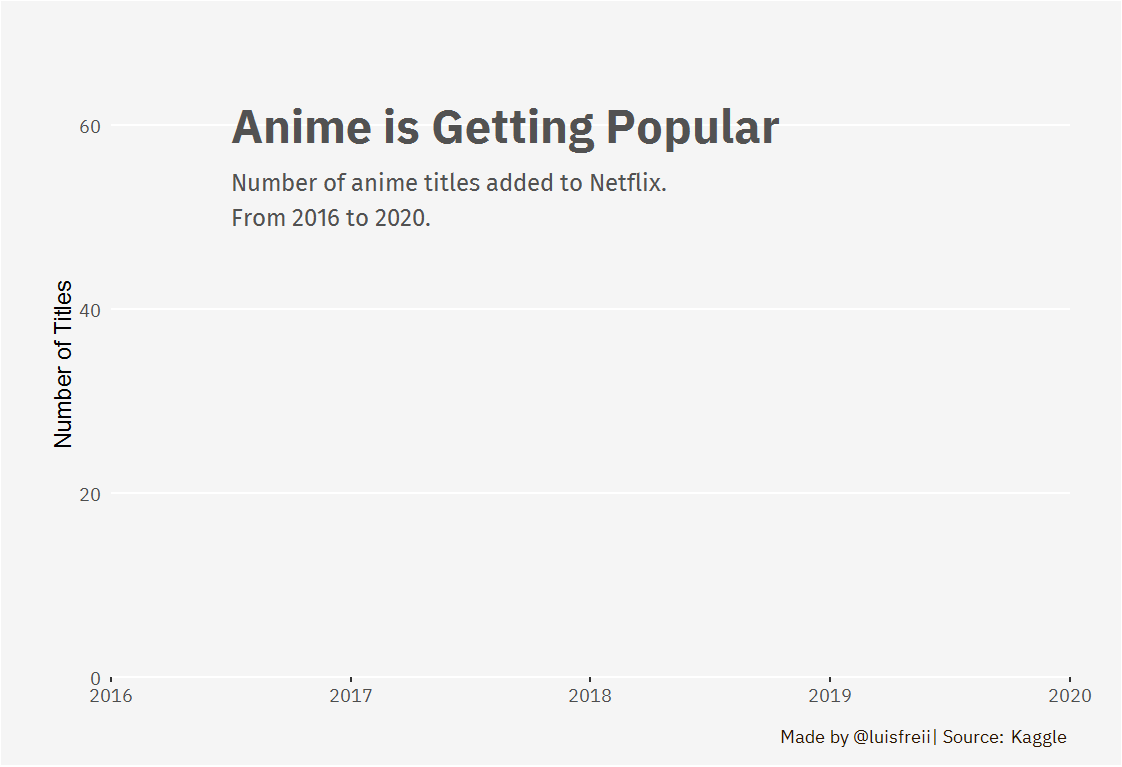 Anime is Getting Popular
Number of anime titles added to Netflix.
From 2016 to 2020.
Number of Titles
60
40
20
0
2016 2017 2018 2019 2020
Made by @luisfreii| Source: Kaggle